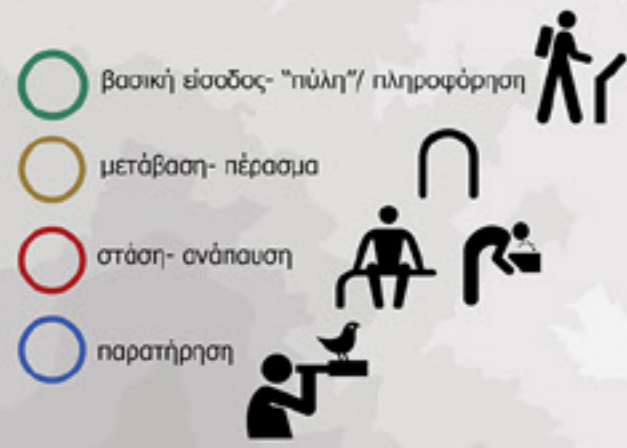 βασική είσοδος- "πύλη"/ πληροφόρηση
μετάβαση- πέρασμα
στάση- ανάπαυση
παρατήρηση